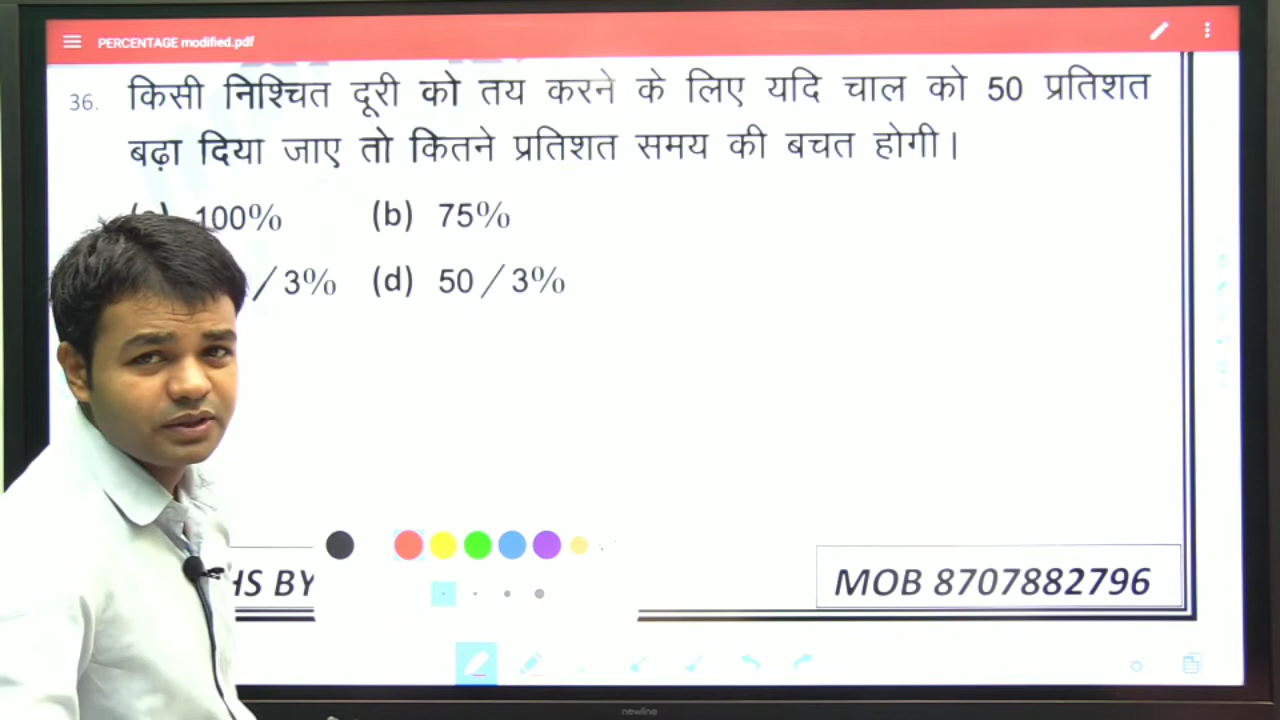 PERCENTAGE modified.pdf
36. किसी निश्चित दूरी को तय करने के लिए यदि चाल को 50 प्रतिशत
बढ़ा दिया जाए तो कितने प्रतिशत समय की बचत होगी।
100% (b) 75%
/3% (d) 50/3%
BY
MOB 8707882796
newline